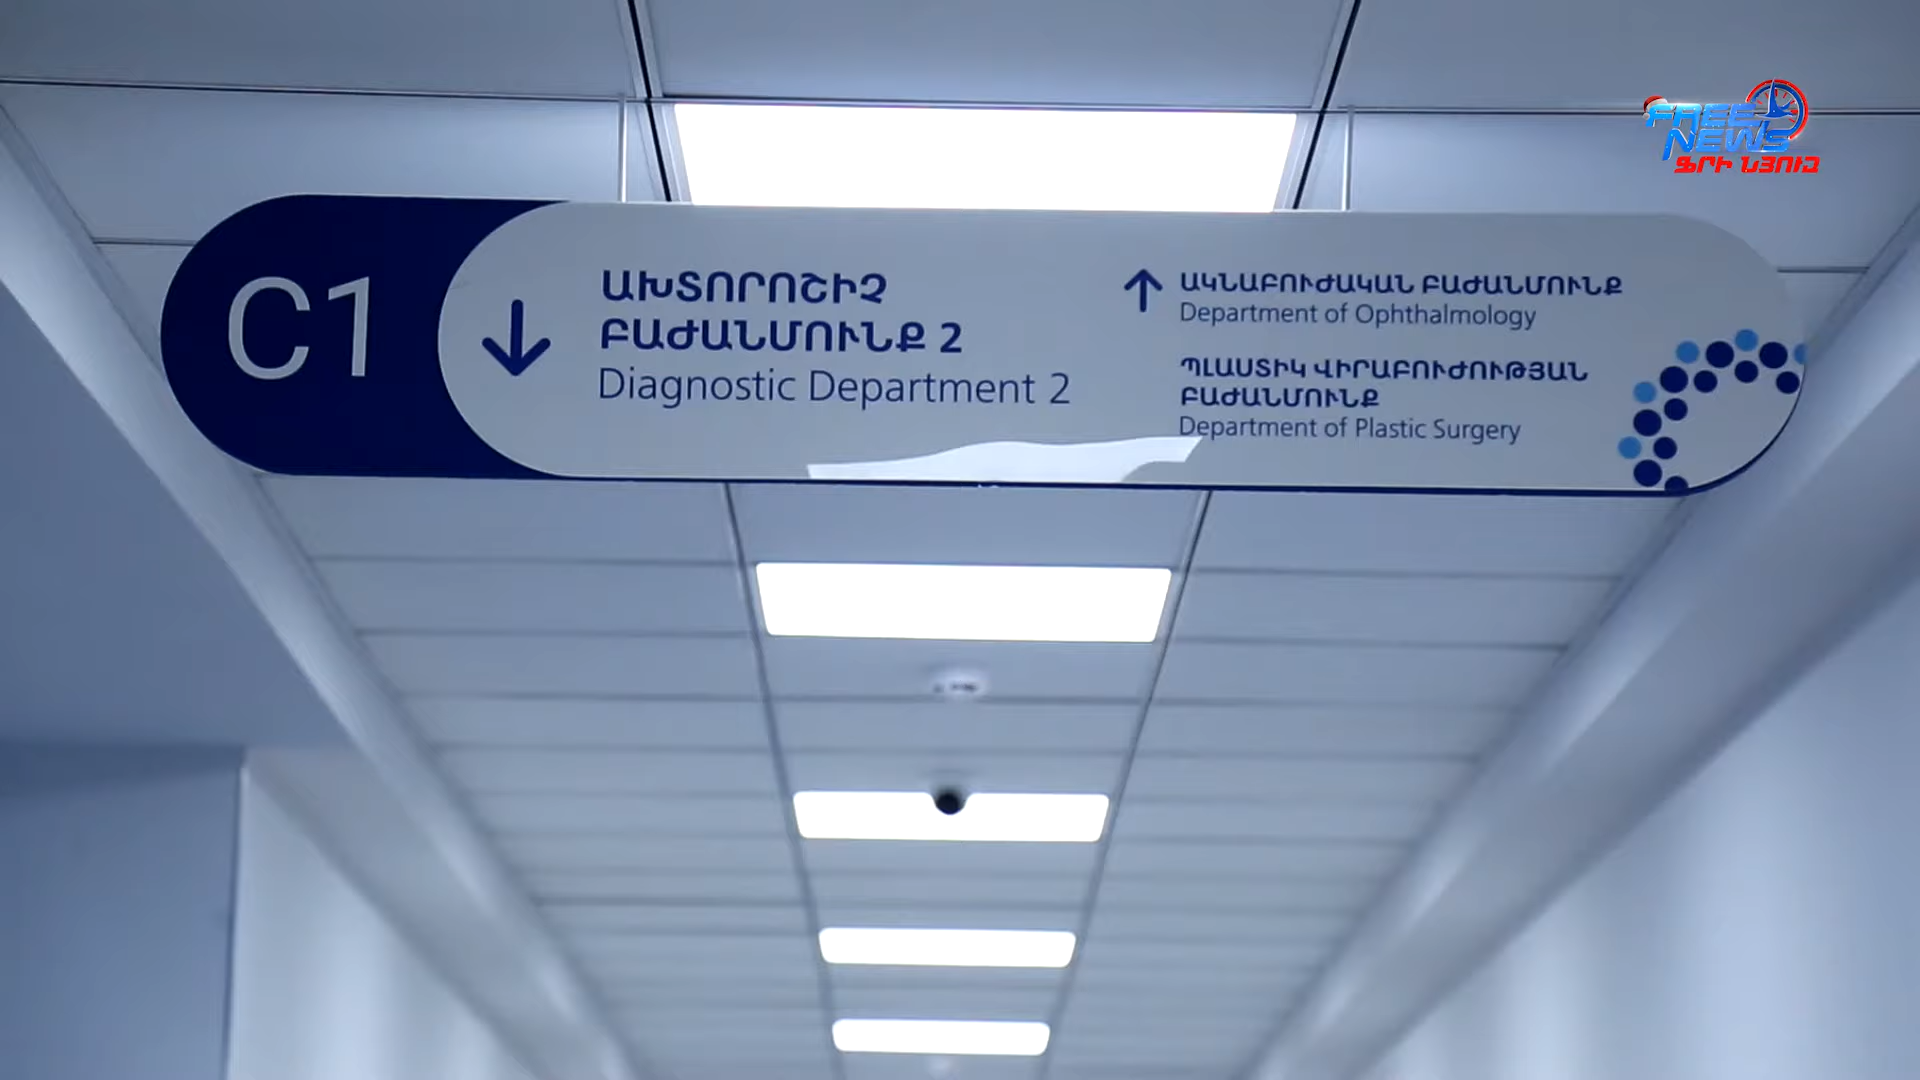 FREE
NEWS
ՖՐԻ ՆՅՈՒԶ
C1
ԱԽՏՈՐՈՇԻՉ
ԲԱԺԱՆՄՈՒՆՔ 2
Diagnostic Department 2
ԱԿՆԱԲՈՒԺԱԿԱՆ ԲԱԺԱՆՄՈՒՆՔ
Department of Ophthalmology
ՊԼԱՍՏԻԿ ՎԻՐԱԲՈՒԺՈՒԹՅԱՆ
ԲԱԺԱՆՄՈՒՆՔ
Department of Plastic Surgery